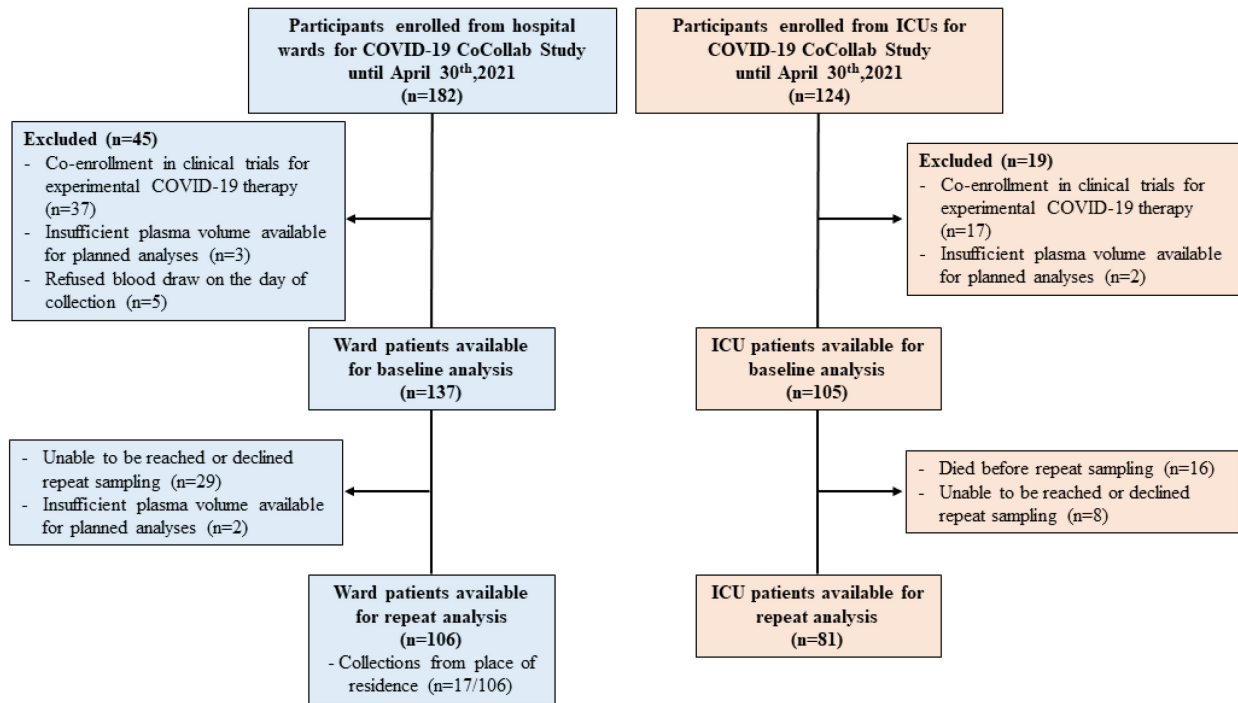 Participants enrolled from hospital
wards for COVID-19 CoCollab Study
until April 30th,2021
(n=182)
Participants enrolled from ICUs for
COVID-19 CoCollab Study
until April 30th,2021
(n=124)
Excluded (n=45)
- Co-enrollment in clinical trials for
experimental COVID-19 therapy
(n=37)
- Insufficient plasma volume available
for planned analyses (n=3)
- Refused blood draw on the day of
collection (n=5)
Excluded (n=19)
- Co-enrollment in clinical trials for
experimental COVID-19 therapy
(n=17)
- Insufficient plasma volume available
for planned analyses (n=2)
Ward patients available
for baseline analysis
(n=137)
ICU patients available for
baseline analysis
(n=105)
- Unable to be reached or declined
repeat sampling (n=29)
- Insufficient plasma volume available
for planned analyses (n=2)
- Died before repeat sampling (n=16)
- Unable to be reached or declined
repeat sampling (n=8)
Ward patients available
for repeat analysis
(n=106)
- Collections from place of
residence (n=17/106)
ICU patients available for
repeat analysis
(n=81)